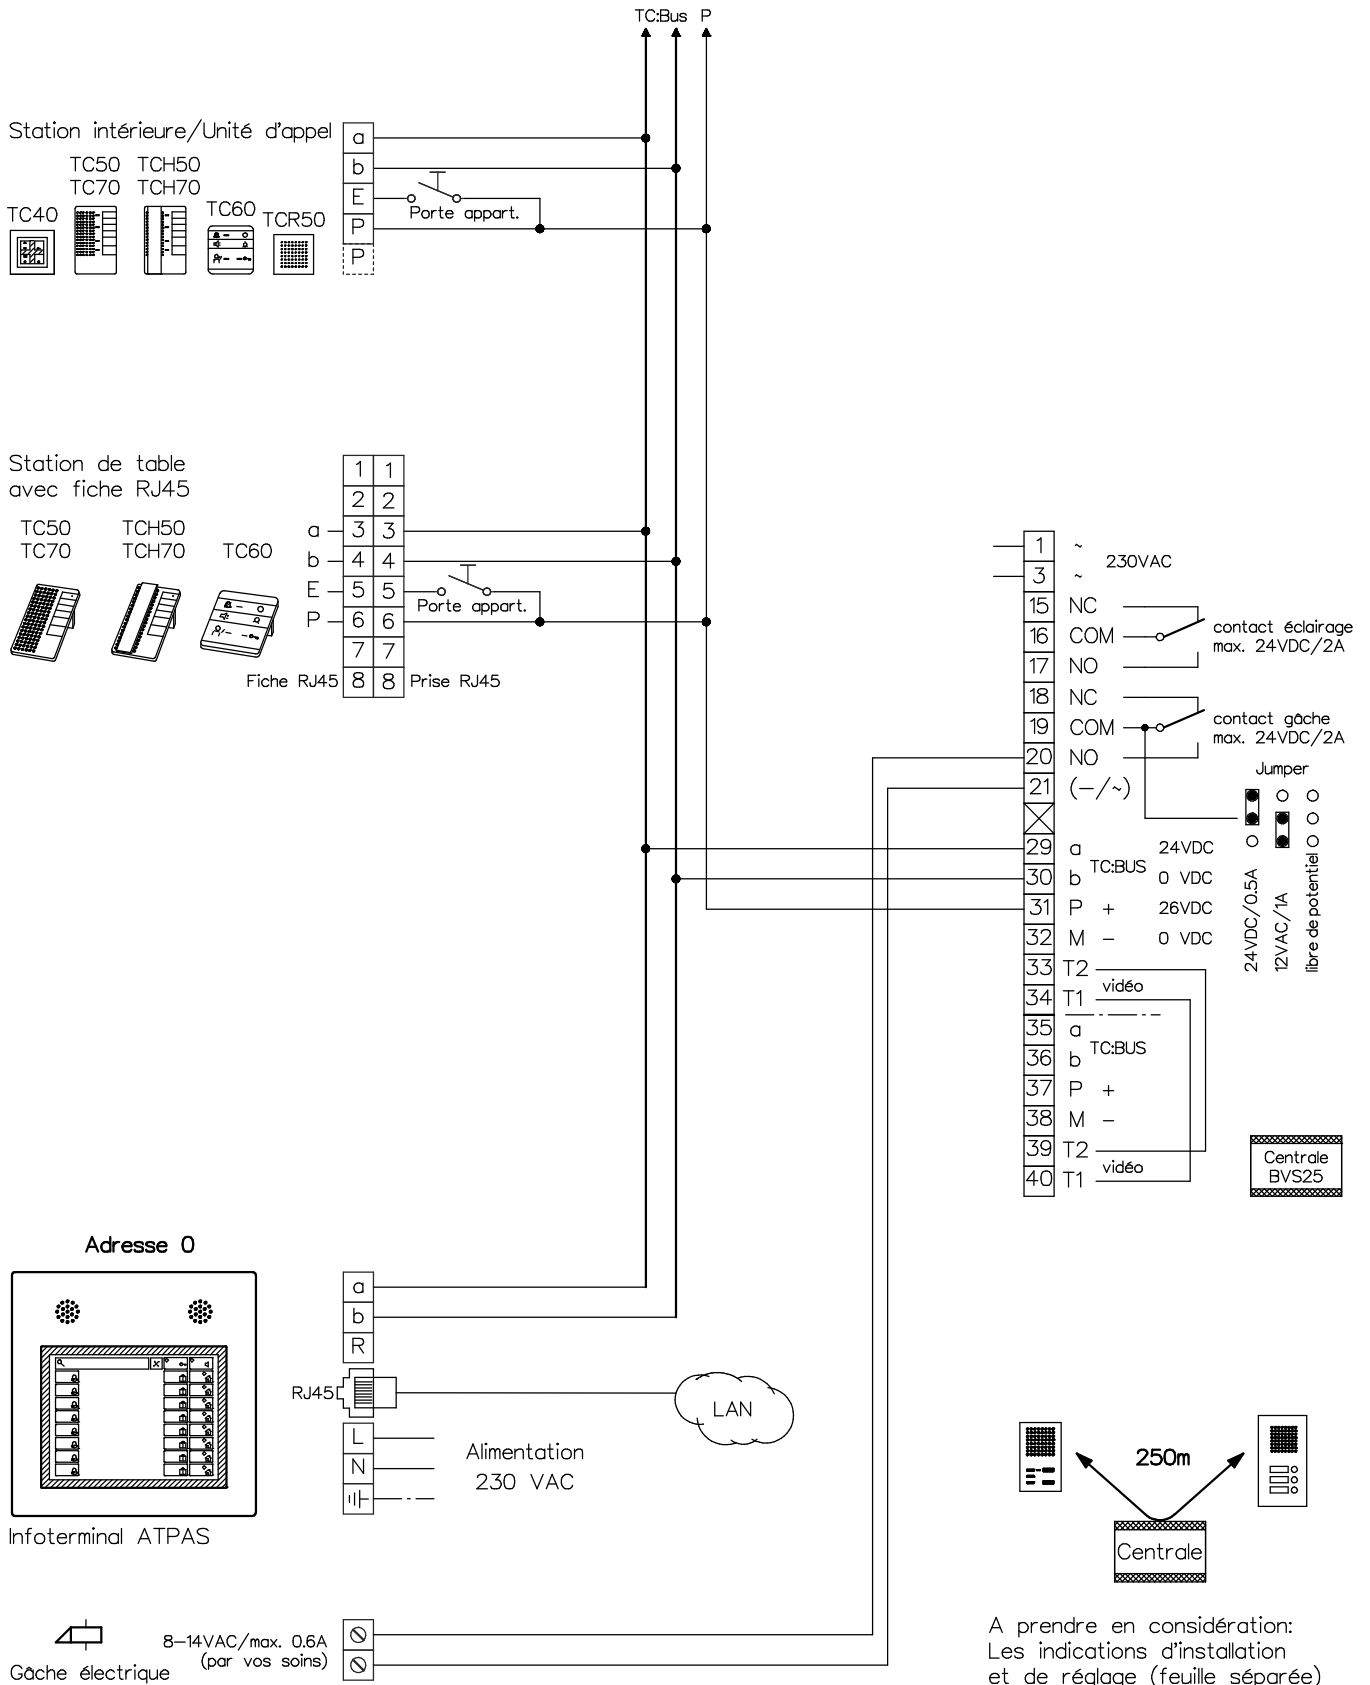 TC:Bus P
Station intérieure/Unité d'appel
TC50 TCH50
TC70 TCH70
TC40
TC60
TCR50
a
b
E
P
P
Porte appart.
Station de table
avec fiche RJ45
TC50 TCH50
TC70 TCH70 TC60
1 1
2 2
a 3 3
b 4 4
E 5 5
P 6 6
7 7
Fiche RJ45 8 8 Prise RJ45
Porte appart.
1 ~
230VAC
3 ~
15 NC
16 COM
contact éclairage
max. 24VDC/2A
17 NO
18 NC
19 COM
contact gâche
max. 24VDC/2A
20 NO
21 (-/~)
Jumper
24VDC/0.5A
12VAC/1A
libre de potentiel
29 a 24VDC
TC:BUS
30 b 0 VDC
31 P + 26VDC
32 M - 0 VDC
33 T2
vidéo
34 T1
35 a
TC:BUS
36 b
37 P +
38 M -
39 T2
vidéo
40 T1
Centrale
BVS25
Adresse 0
Infoterminal ATPAS
a
b
R
RJ45
LAN
L
N
Alimentation
230 VAC
250m
Centrale
Gâche électrique
8-14VAC/max. 0.6A
(par vos soins)
A prendre en considération:
Les indications d'installation
et de réglage (feuille séparée)